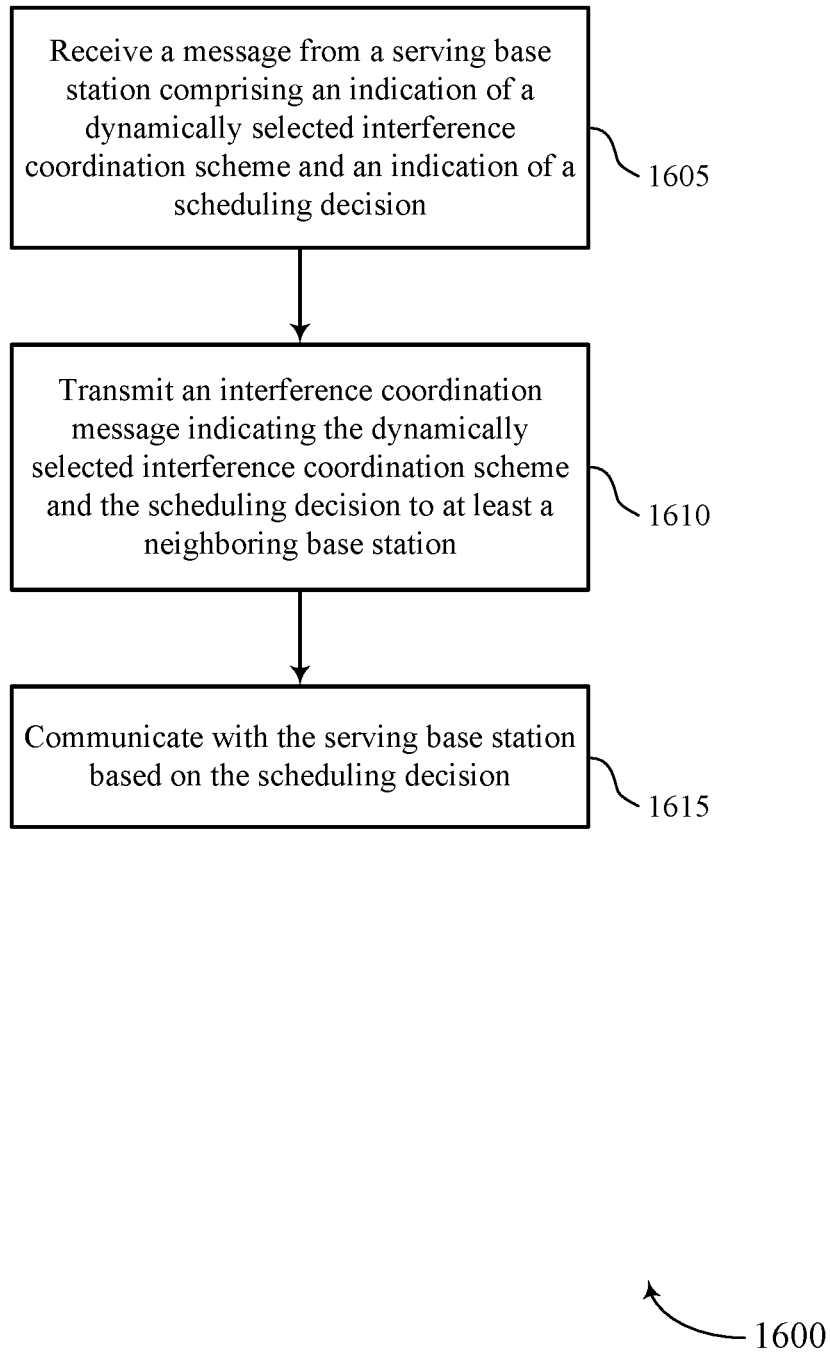 Receive a message from a serving base
station comprising an indication of a
dynamically selected interference
coordination scheme and an indication of a
scheduling decision
1605
Transmit an interference coordination
message indicating the dynamically
selected interference coordination scheme
and the scheduling decision to at least a
neighboring base station
1610
Communicate with the serving base station
based on the scheduling decision
1615
1600